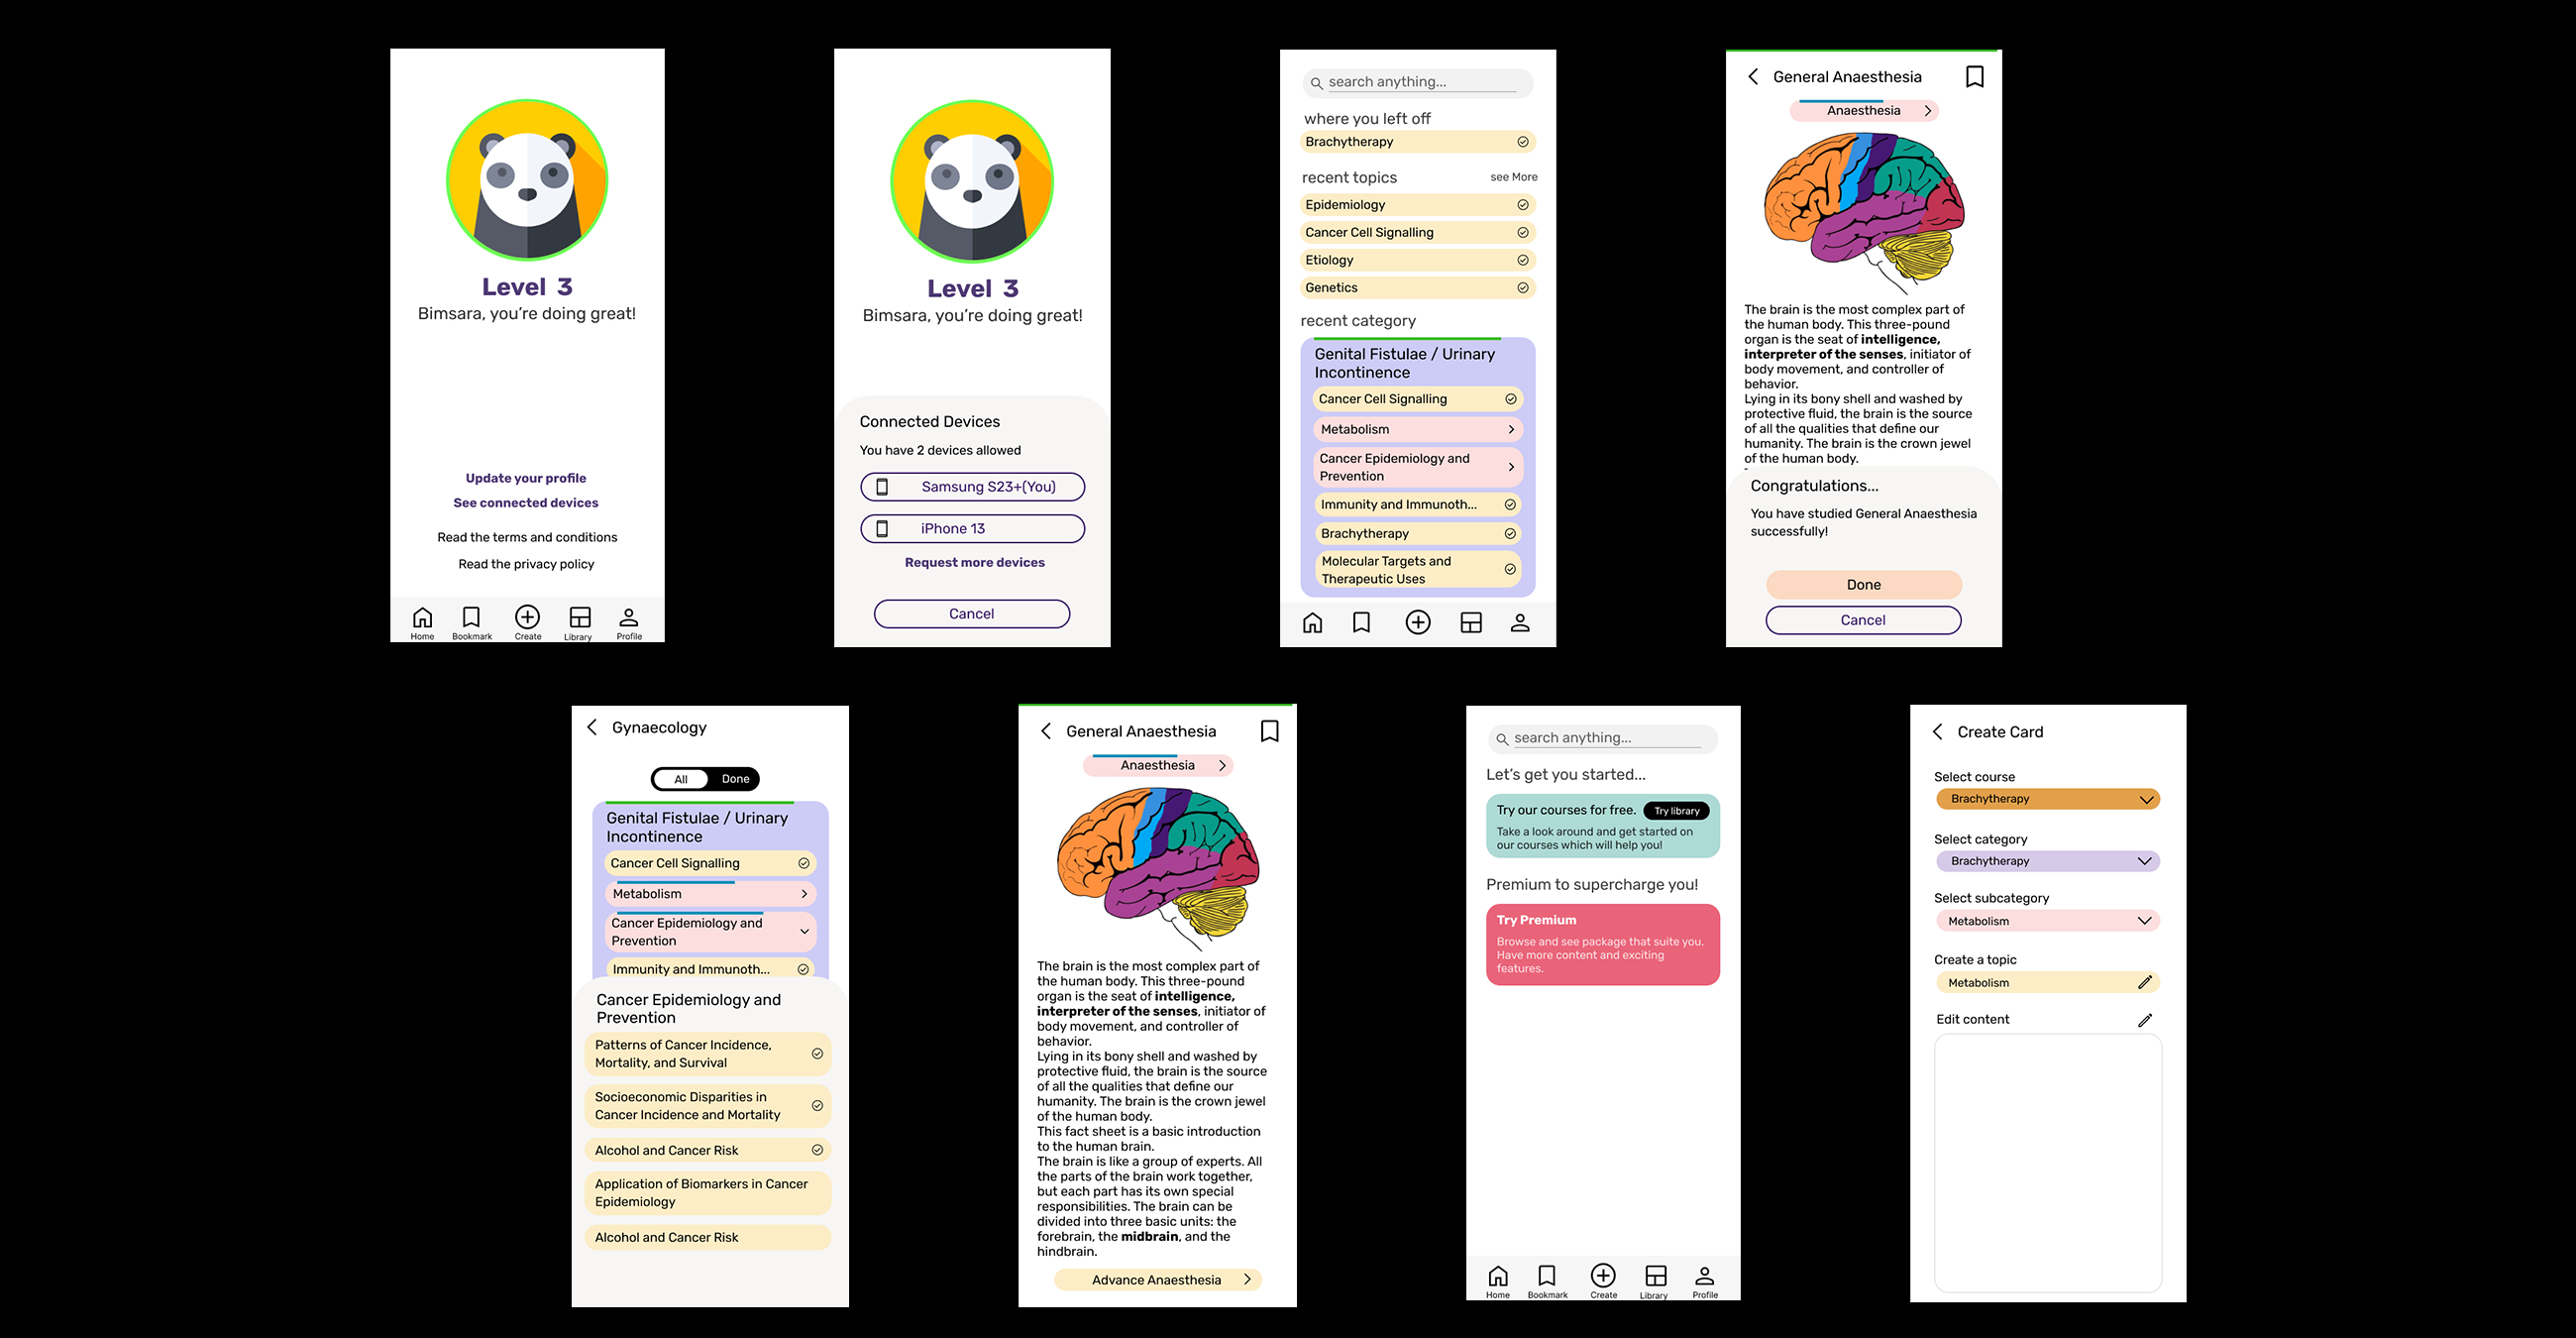 Level 3
Bimsara, you're doing great!
Update your profile
See connected devices
Read the terms and conditions
Read the privacy policy
Home Bookmark Create Library Profile
Level 3
Bimsara, you're doing great!
Connected Devices
You have 2 devices allowed
Samsung S23+(You)
iPhone 13
Request more devices
Cancel
search anything...
where you left off
Brachytherapy
recent topics see More
Epidemiology
Cancer Cell Signalling
Etiology
Genetics
recent category
Genital Fistulae / Urinary
Incontinence
Cancer Cell Signalling
Metabolism
Cancer Epidemiology and
Prevention
Immunity and Immunoth...
Brachytherapy
Molecular Targets and
Therapeutic Uses
General Anaesthesia
Anaesthesia
The brain is the most complex part of
the human body. This three-pound
organ is the seat of intelligence,
interpreter of the senses, initiator of
body movement, and controller of
behavior.
Lying in its bony shell and washed by
protective fluid, the brain is the source
of all the qualities that define our
humanity. The brain is the crown jewel
of the human body.
Congratulations...
You have studied General Anaesthesia
successfully!
Done
Cancel
Gynaecology
All Done
Genital Fistulae / Urinary
Incontinence
Cancer Cell Signalling
Metabolism
Cancer Epidemiology and
Prevention
Immunity and Immunoth...
Cancer Epidemiology and
Prevention
Patterns of Cancer Incidence,
Mortality, and Survival
Socioeconomic Disparities in
Cancer Incidence and Mortality
Alcohol and Cancer Risk
Application of Biomarkers in Cancer
Epidemiology
Alcohol and Cancer Risk
General Anaesthesia
Anaesthesia
The brain is the most complex part of
the human body. This three-pound
organ is the seat of intelligence,
interpreter of the senses, initiator of
body movement, and controller of
behavior.
Lying in its bony shell and washed by
protective fluid, the brain is the source
of all the qualities that define our
humanity. The brain is the crown jewel
of the human body.
This fact sheet is a basic introduction
to the human brain.
The brain is like a group of experts. All
the parts of the brain work together,
but each part has its own special
responsibilities. The brain can be
divided into three basic units: the
forebrain, the midbrain, and the
hindbrain.
Advance Anaesthesia
search anything...
Let's get you started...
Try our courses for free. Try library
Take a look around and get started on
our courses which will help you!
Premium to supercharge you!
Try Premium
Browse and see package that suite you.
Have more content and exciting
features.
Home Bookmark Create Library Profile
Create Card
Select course
Brachytherapy
Select category
Brachytherapy
Select subcategory
Metabolism
Create a topic
Metabolism
Edit content